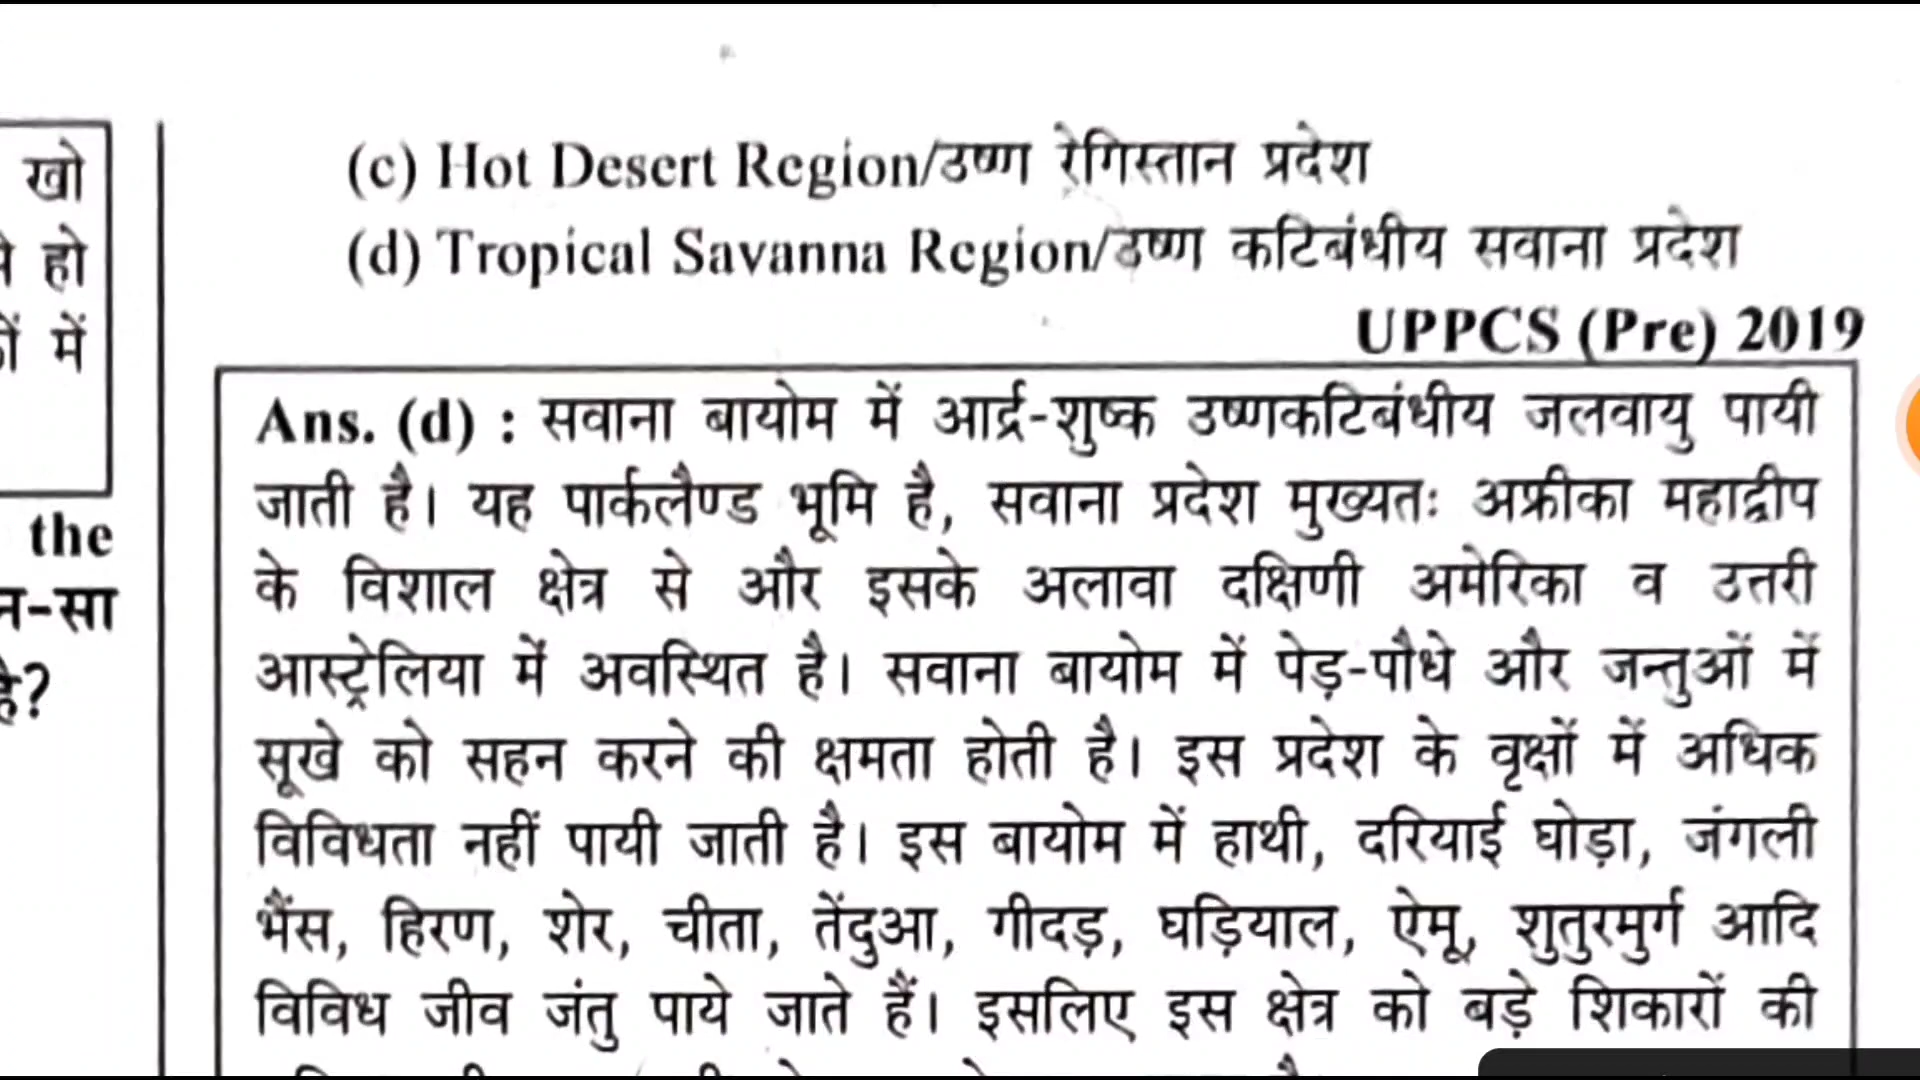 खो
हो
में
the
न-सा
है?
(c) Hot Desert Region/उष्ण रेगिस्तान प्रदेश
(d) Tropical Savanna Region/उष्ण कटिबंधीय सवाना प्रदेश
UPPCS (Pre) 2019
Ans. (d) : सवाना बायोम में आर्द्र-शुष्क उष्णकटिबंधीय जलवायु पायी
जाती है। यह पार्कलैण्ड भूमि है, सवाना प्रदेश मुख्यतः अफ्रीका महाद्वीप
के विशाल क्षेत्र से और इसके अलावा दक्षिणी अमेरिका व उत्तरी
आस्ट्रेलिया में अवस्थित है। सवाना बायोम में पेड़-पौधे और जन्तुओं में
सूखे को सहन करने की क्षमता होती है। इस प्रदेश के वृक्षों में अधिक
विविधता नहीं पायी जाती है। इस बायोम में हाथी, दरियाई घोड़ा, जंगली
भैंस, हिरण, शेर, चीता, तेंदुआ, गीदड़, घड़ियाल, ऐमू, शुतुरमुर्ग आदि
विविध जीव जंतु पाये जाते हैं। इसलिए इस क्षेत्र को बड़े शिकारों की